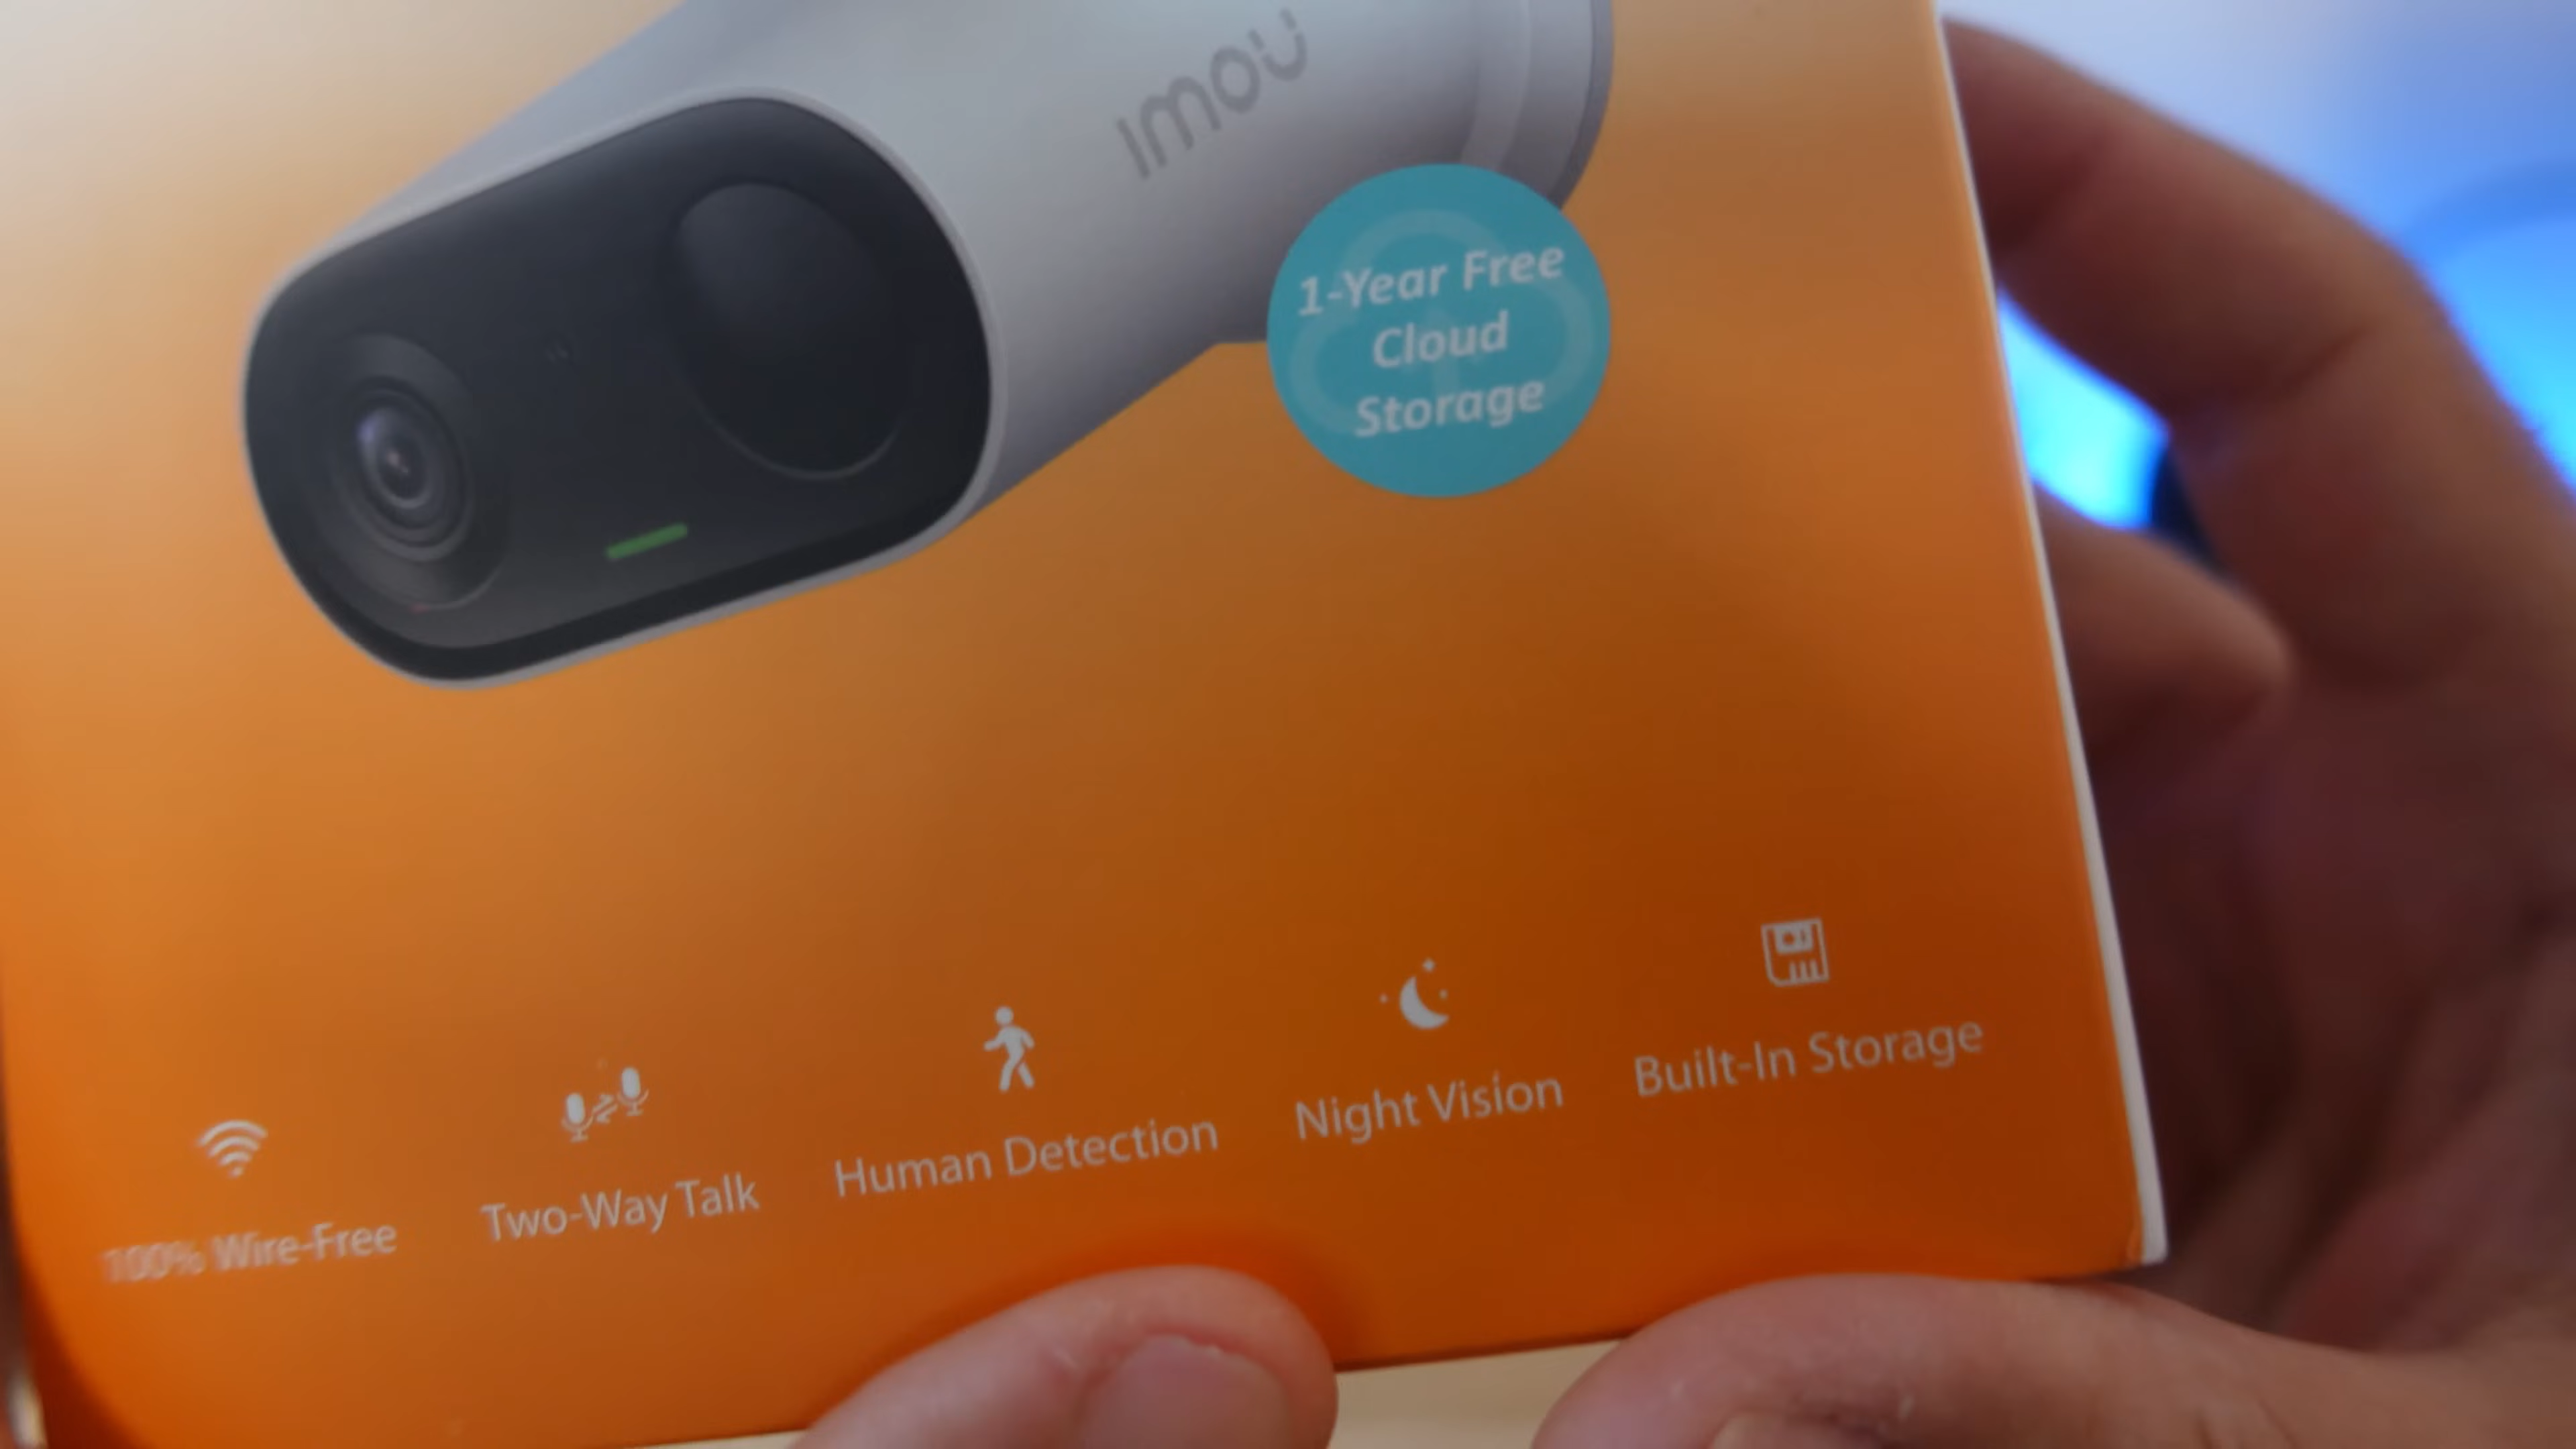 imou
1-Year Free
Cloud
Storage
100% Wire-Free
Two-Way Talk
Human Detection
Night Vision
Built-In Storage